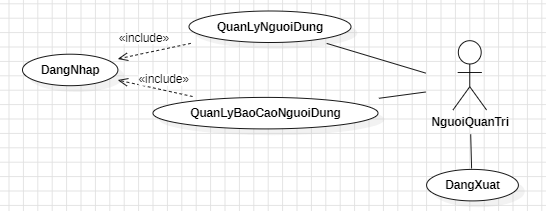 QuanLyNguoiDung
«include»
DangNhap
«include»
QuanLyBaoCaoNguoiDung
NguoiQuanTri
DangXuat